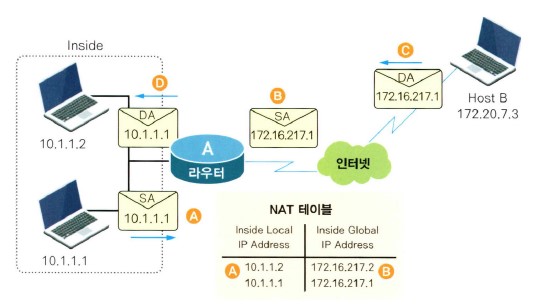 Inside
C
D
DA
172.16.217.1
B
DA
10.1.1.1
SA
172.16.217.1
Host B
172.20.7.3
10.1.1.2
A
라우터
인터넷
SA
10.1.1.1
A
10.1.1.1
NAT 테이블
Inside Local IP Address
Inside Global IP Address
A 10.1.1.2 172.16.217.2 B
10.1.1.1 172.16.217.1